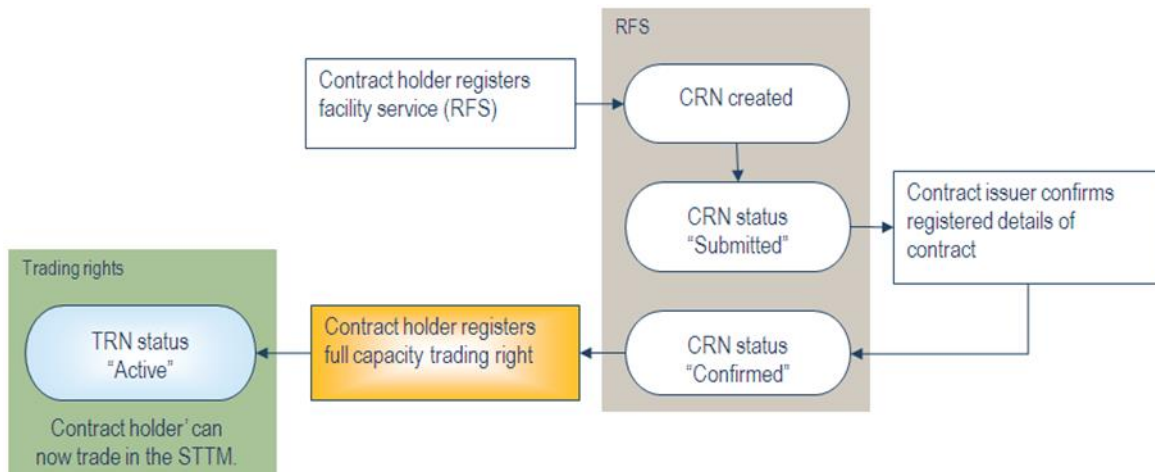 RFS
Contract holder registers
facility service (RFS)
CRN created
CRN status
“Submitted”
Contract issuer confirms
registered details of
contract
CRN status
“Confirmed”
Contract holder registers
full capacity trading right
Trading rights
TRN status
“Active”
Contract holder’ can
now trade in the STTM.